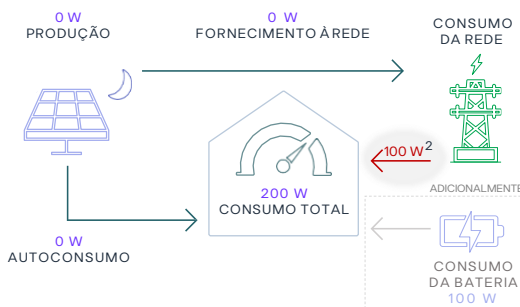 0 W
PRODUÇÃO
0 W
FORNECIMENTO À REDE
CONSUMO
DA REDE
100 W2
200 W
CONSUMO TOTAL
ADICIONALMENTE
0 W
AUTOCONSUMO
CONSUMO
DA BATERIA
100 W